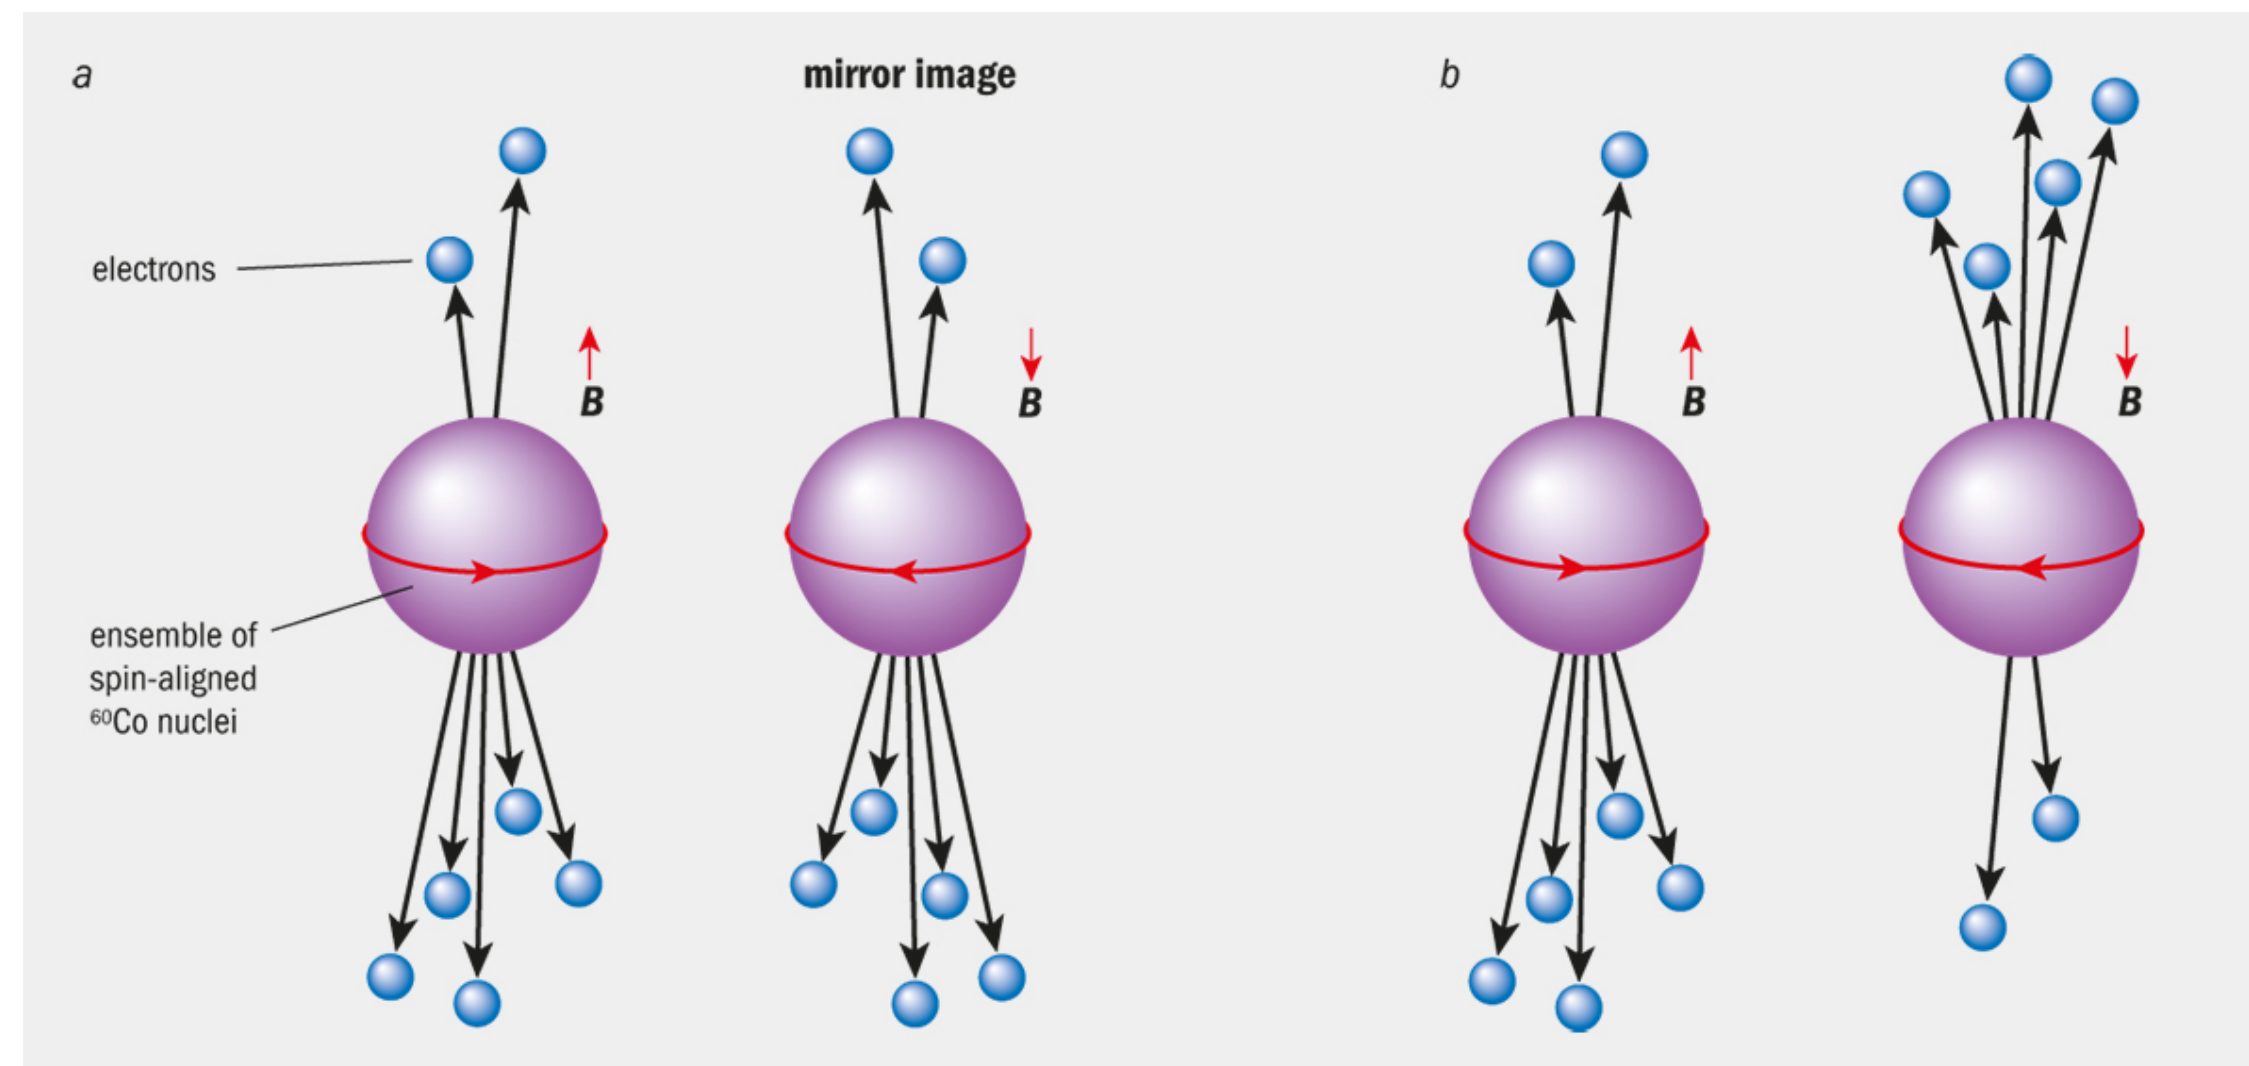 a
mirror image
b
electrons
B
B
B
B
ensemble of
spin-aligned
⁶⁰Co nuclei